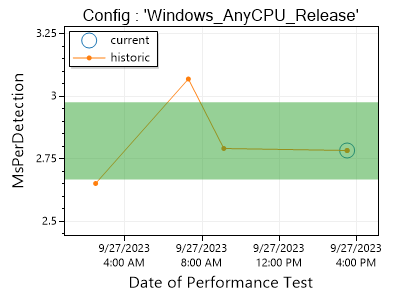 Config : 'Windows_AnyCPU_Release'
current
historic
3.25
3
2.75
2.5
MsPerDetection
9/27/2023 9/27/2023 9/27/2023 9/27/2023
4:00 AM 8:00 AM 12:00 PM 4:00 PM
Date of Performance Test